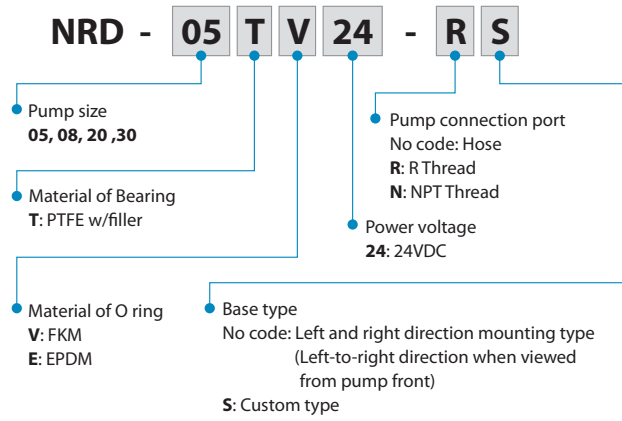 NRD - 05 T V 24 - R S
Pump size
05, 08, 20 ,30
Material of Bearing
T: PTFE w/filler
Material of O ring
V: FKM
E: EPDM
Pump connection port
No code: Hose
R: R Thread
N: NPT Thread
Power voltage
24: 24VDC
Base type
No code: Left and right direction mounting type
(Left-to-right direction when viewed
from pump front)
S: Custom type